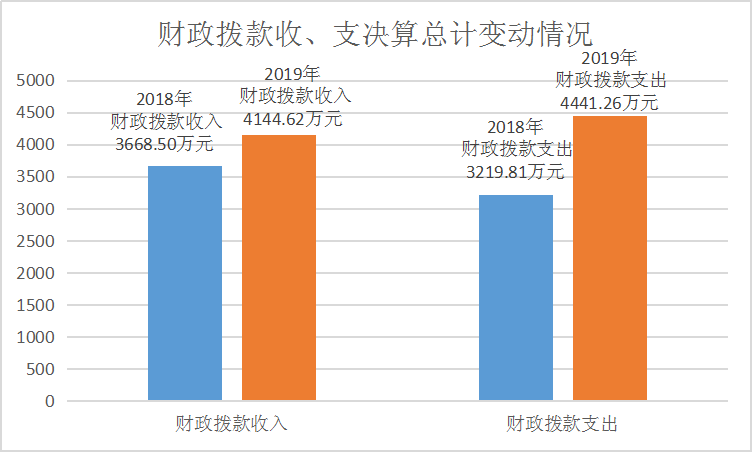 财政拨款收、支决算总计变动情况
5000
4500
4000
3500
3000
2500
2000
1500
1000
500
0
2018年
财政拨款收入
3668.50万元
2019年
财政拨款收入
4144.62万元
2018年
财政拨款支出
3219.81万元
2019年
财政拨款支出
4441.26万元
财政拨款收入
财政拨款支出